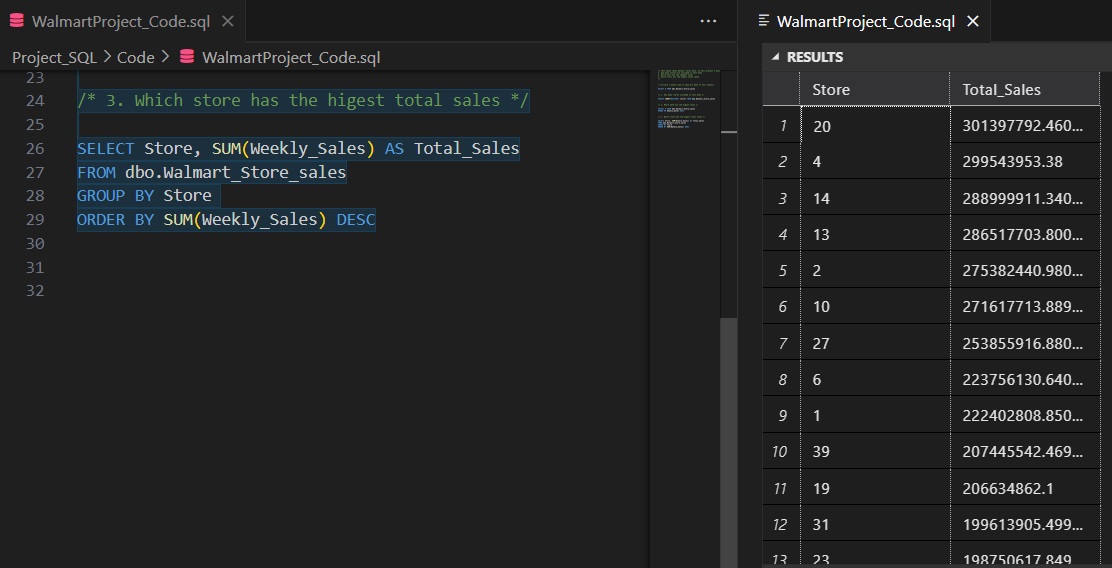 WalmartProject_Code.sql
Project_SQL > Code > WalmartProject_Code.sql
23
24 /* 3. Which store has the higest total sales */
25
26 SELECT Store, SUM(Weekly_Sales) AS Total_Sales
27 FROM dbo.Walmart_Store_sales
28 GROUP BY Store
29 ORDER BY SUM(Weekly_Sales) DESC
30
31
32
WalmartProject_Code.sql
RESULTS
Store Total_Sales
1 20 301397792.460...
2 4 299543953.38
3 14 288999911.340...
4 13 286517703.800...
5 2 275382440.980...
6 10 271617713.889...
7 27 253855916.880...
8 6 223756130.640...
9 1 222402808.850...
10 39 207445542.469...
11 19 206634862.1
12 31 199613905.499...
13 23 198750617.849